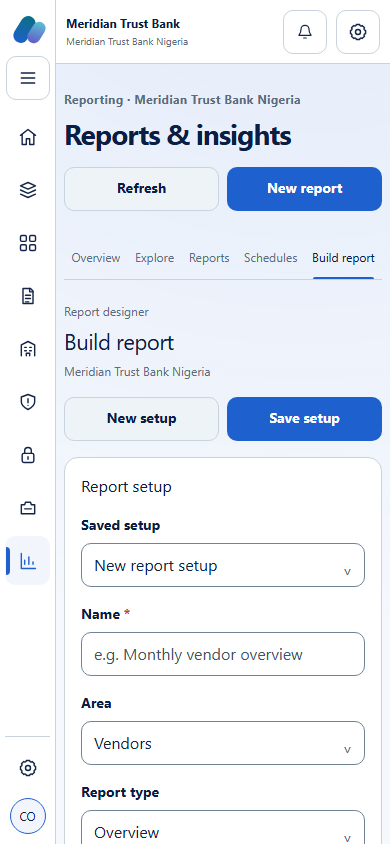 Meridian Trust Bank
Meridian Trust Bank Nigeria
Reporting · Meridian Trust Bank Nigeria
Reports & insights
Refresh
New report
Overview
Explore
Reports
Schedules
Build report
Report designer
Build report
Meridian Trust Bank Nigeria
New setup
Save setup
Report setup
Saved setup
New report setup
v
Name *
e.g. Monthly vendor overview
Area
Vendors
v
Report type
Overview
v
CO